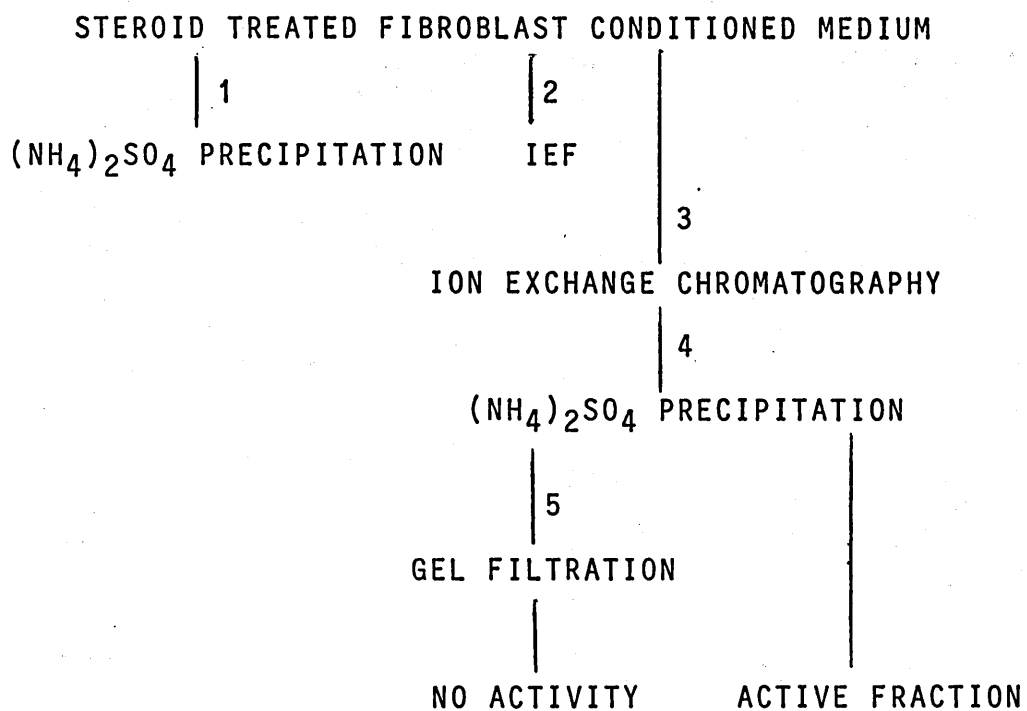 STEROID TREATED FIBROBLAST CONDITIONED MEDIUM
1 2
(NH4)2SO4 PRECIPITATION IEF
3
ION EXCHANGE CHROMATOGRAPHY
4
(NH4)2SO4 PRECIPITATION
5
GEL FILTRATION
NO ACTIVITY ACTIVE FRACTION